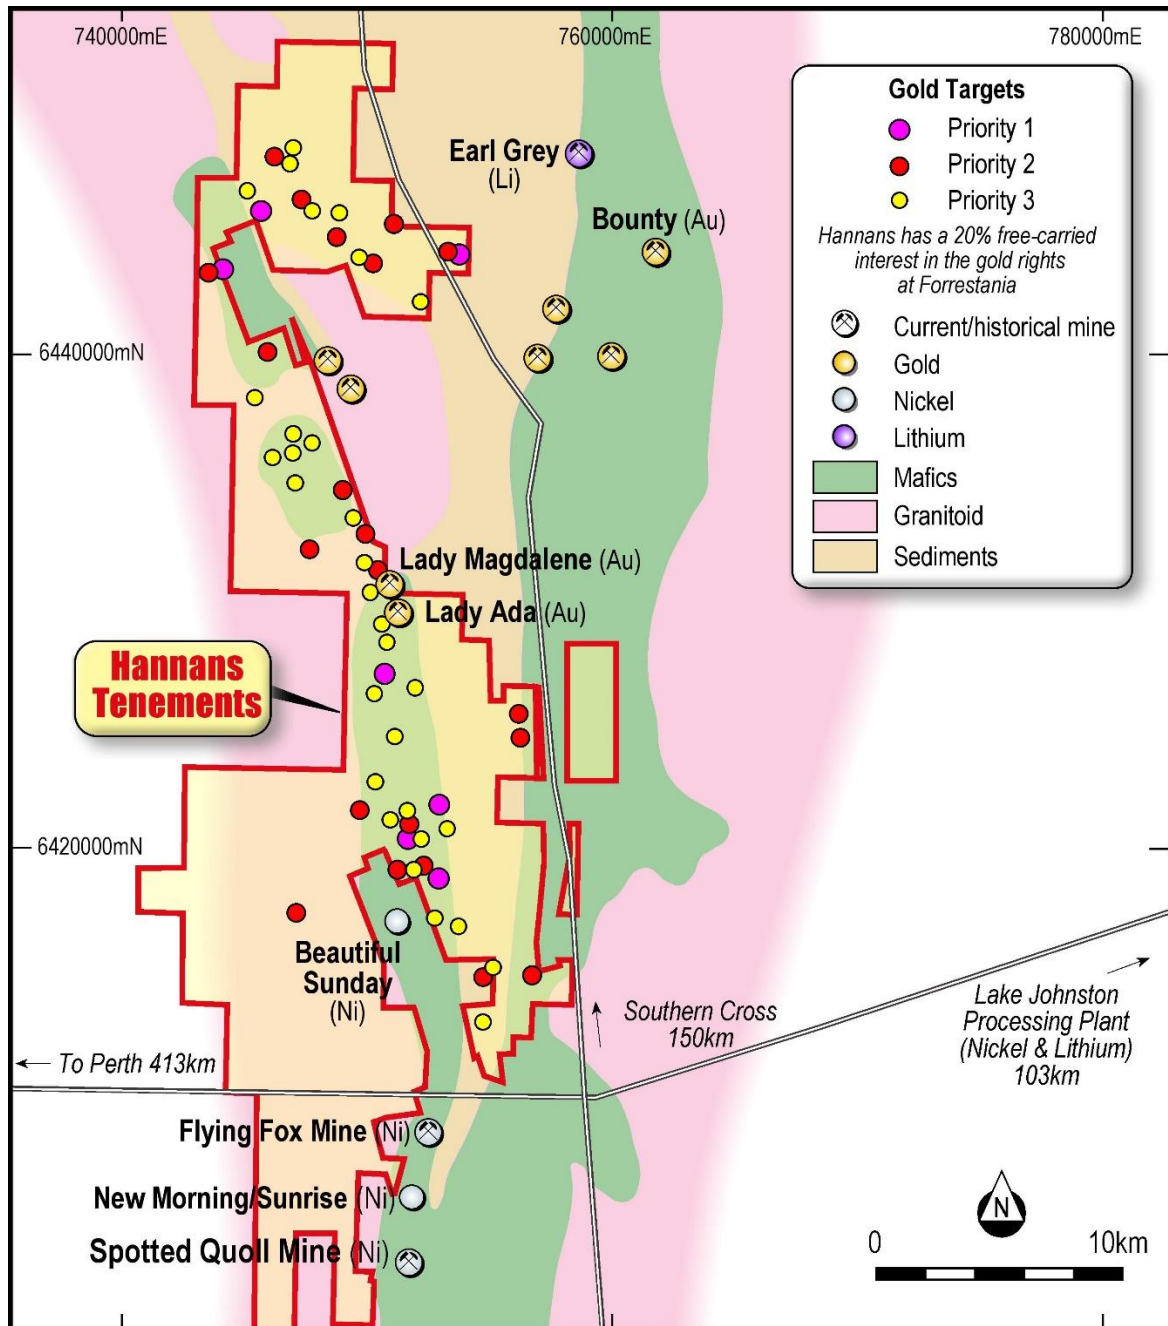 740000mE
760000mE
780000mE
Gold Targets
Priority 1
Priority 2
Priority 3
Hannans has a 20% free-carried
interest in the gold rights
at Forrestania
Current/historical mine
Gold
Nickel
Lithium
Mafics
Granitoid
Sediments
Earl Grey
(Li)
Bounty (Au)
6440000mN
Lady Magdalene (Au)
Lady Ada (Au)
Hannans
Tenements
6420000mN
Beautiful
Sunday
(Ni)
Southern Cross
150km
Lake Johnston
Processing Plant
(Nickel & Lithium)
103km
To Perth 413km
Flying Fox Mine (Ni)
New Morning/Sunrise (Ni)
Spotted Quoll Mine (Ni)
N
0 10km